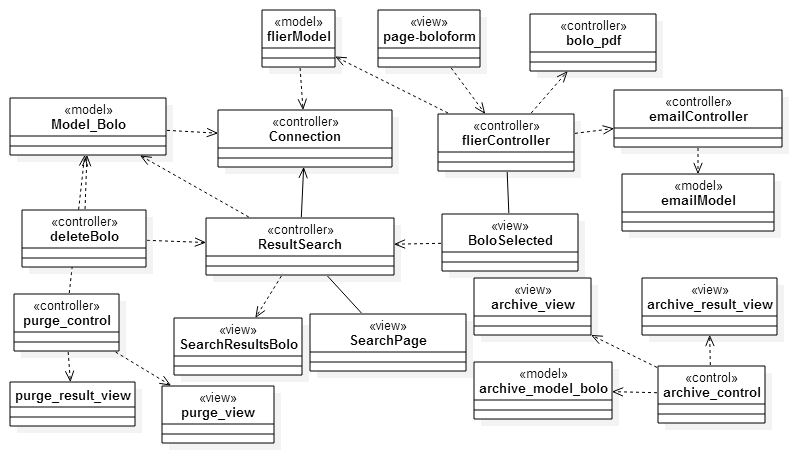 «model»
flierModel
«view»
page-boloform
«controller»
bolo_pdf
«model»
Model_Bolo
«controller»
Connection
«controller»
flierController
«controller»
emailController
«model»
emailModel
«controller»
deleteBolo
«controller»
ResultSearch
«view»
BoloSelected
«controller»
purge_control
«view»
SearchResultsBolo
«view»
SearchPage
«view»
archive_view
«view»
archive_result_view
purge_result_view
«view»
purge_view
«model»
archive_model_bolo
«control»
archive_control